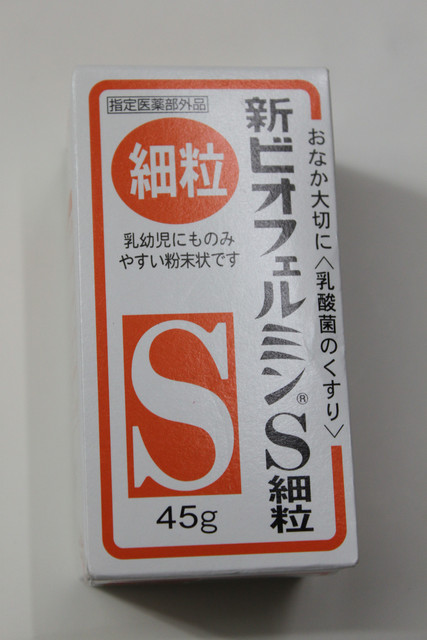 指定医薬部外品
細粒
乳幼児にものみ
やすい粉末状です
S
45g
新ビオフェルミン®S細粒
おなか大切に〈乳酸菌のくすり〉